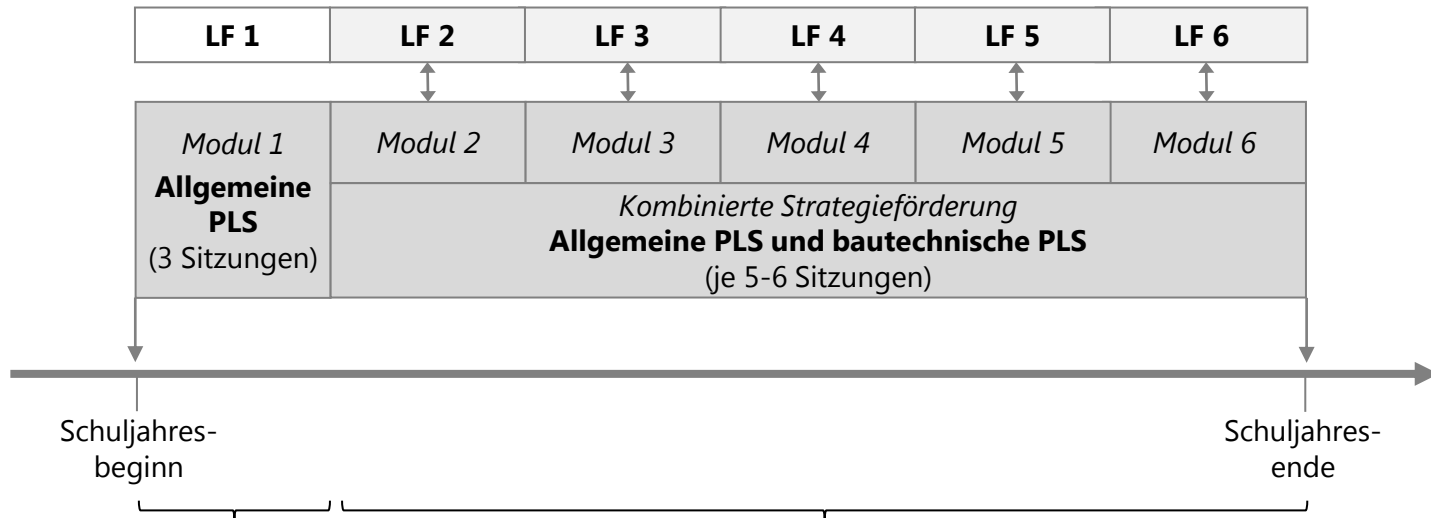 LF 1 LF 2 LF 3 LF 4 LF 5 LF 6
Modul 1 Modul 2 Modul 3 Modul 4 Modul 5 Modul 6
Allgemeine
PLS
(3 Sitzungen)
Kombinierte Strategieförderung
Allgemeine PLS und bautechnische PLS
(je 5-6 Sitzungen)
Schuljahres-
beginn
Schuljahres-
ende